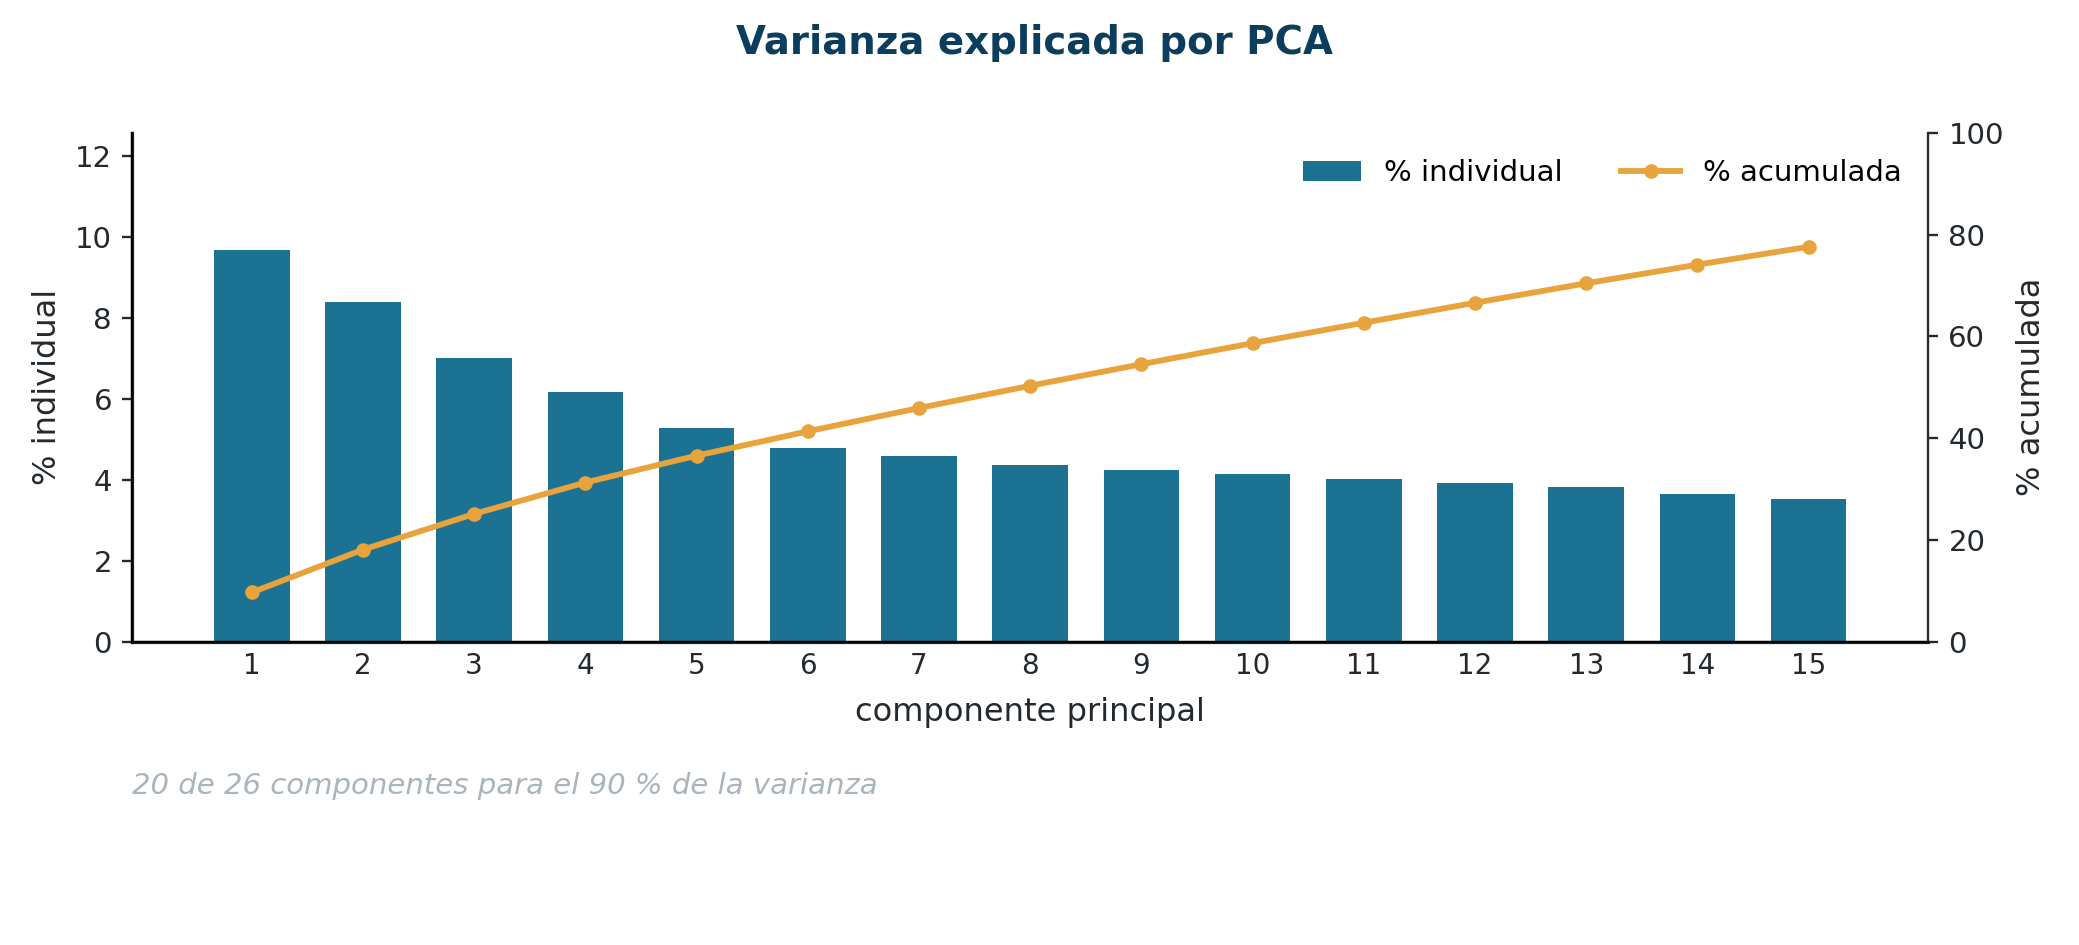 Varianza explicada por PCA
% individual
% acumulada
12
10
8
6
4
2
0
% individual
100
80
60
40
20
0
% acumulada
1 2 3 4 5 6 7 8 9 10 11 12 13 14 15
componente principal
20 de 26 componentes para el 90 % de la varianza